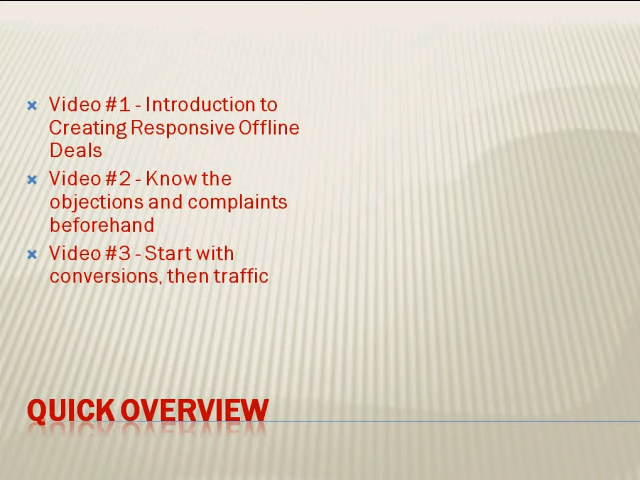 Video #1 - Introduction to
Creating Responsive Offline
Deals
Video #2 - Know the
objections and complaints
beforehand
Video #3 - Start with
conversions, then traffic
QUICK OVERVIEW